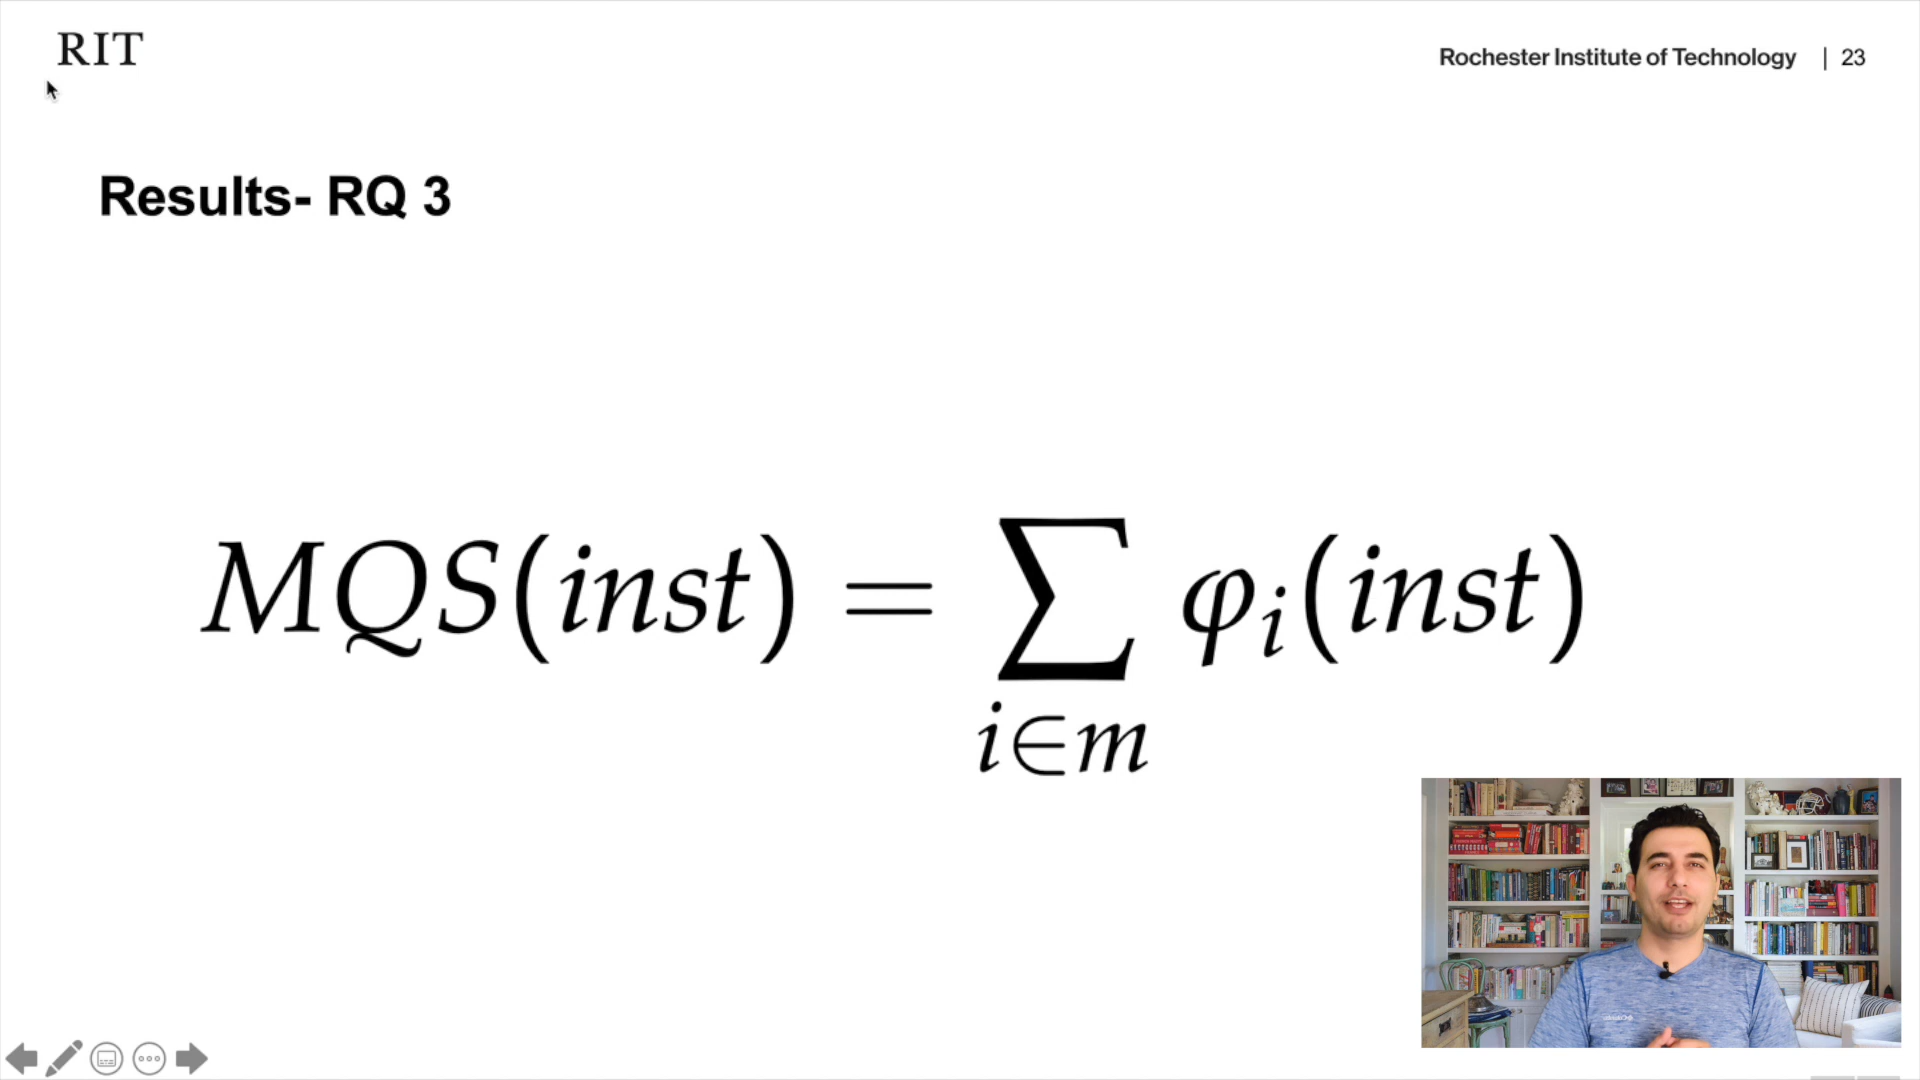 RIT
Rochester Institute of Technology | 23
Results- RQ 3
MQS(inst) = ∑ φᵢ(inst)
i∈m